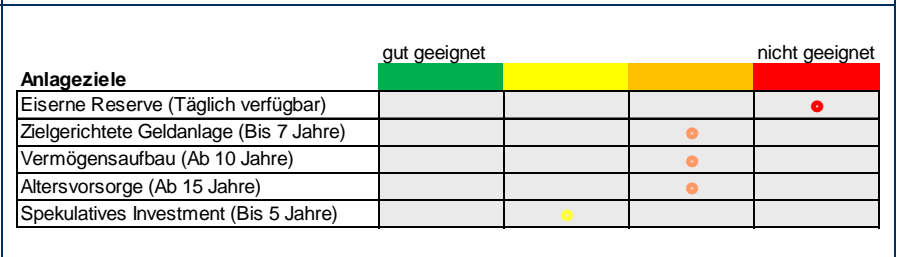 gut geeignet nicht geeignet
Anlageziele
Eiserne Reserve (Täglich verfügbar)
Zielgerichtete Geldanlage (Bis 7 Jahre)
Vermögensaufbau (Ab 10 Jahre)
Altersvorsorge (Ab 15 Jahre)
Spekulatives Investment (Bis 5 Jahre)